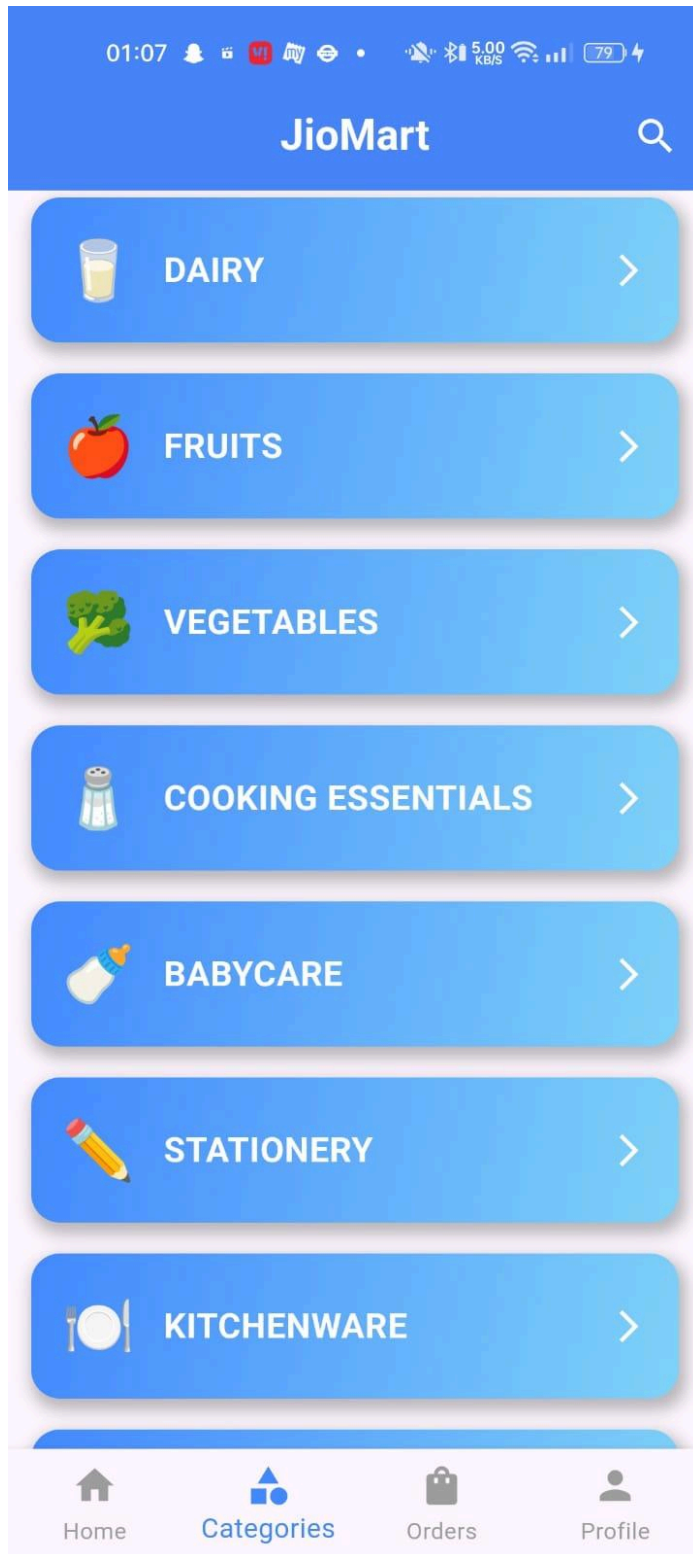 01:07 5.00 KB/S 79
JioMart
DAIRY
FRUITS
VEGETABLES
COOKING ESSENTIALS
BABYCARE
STATIONERY
KITCHENWARE
Home Categories Orders Profile